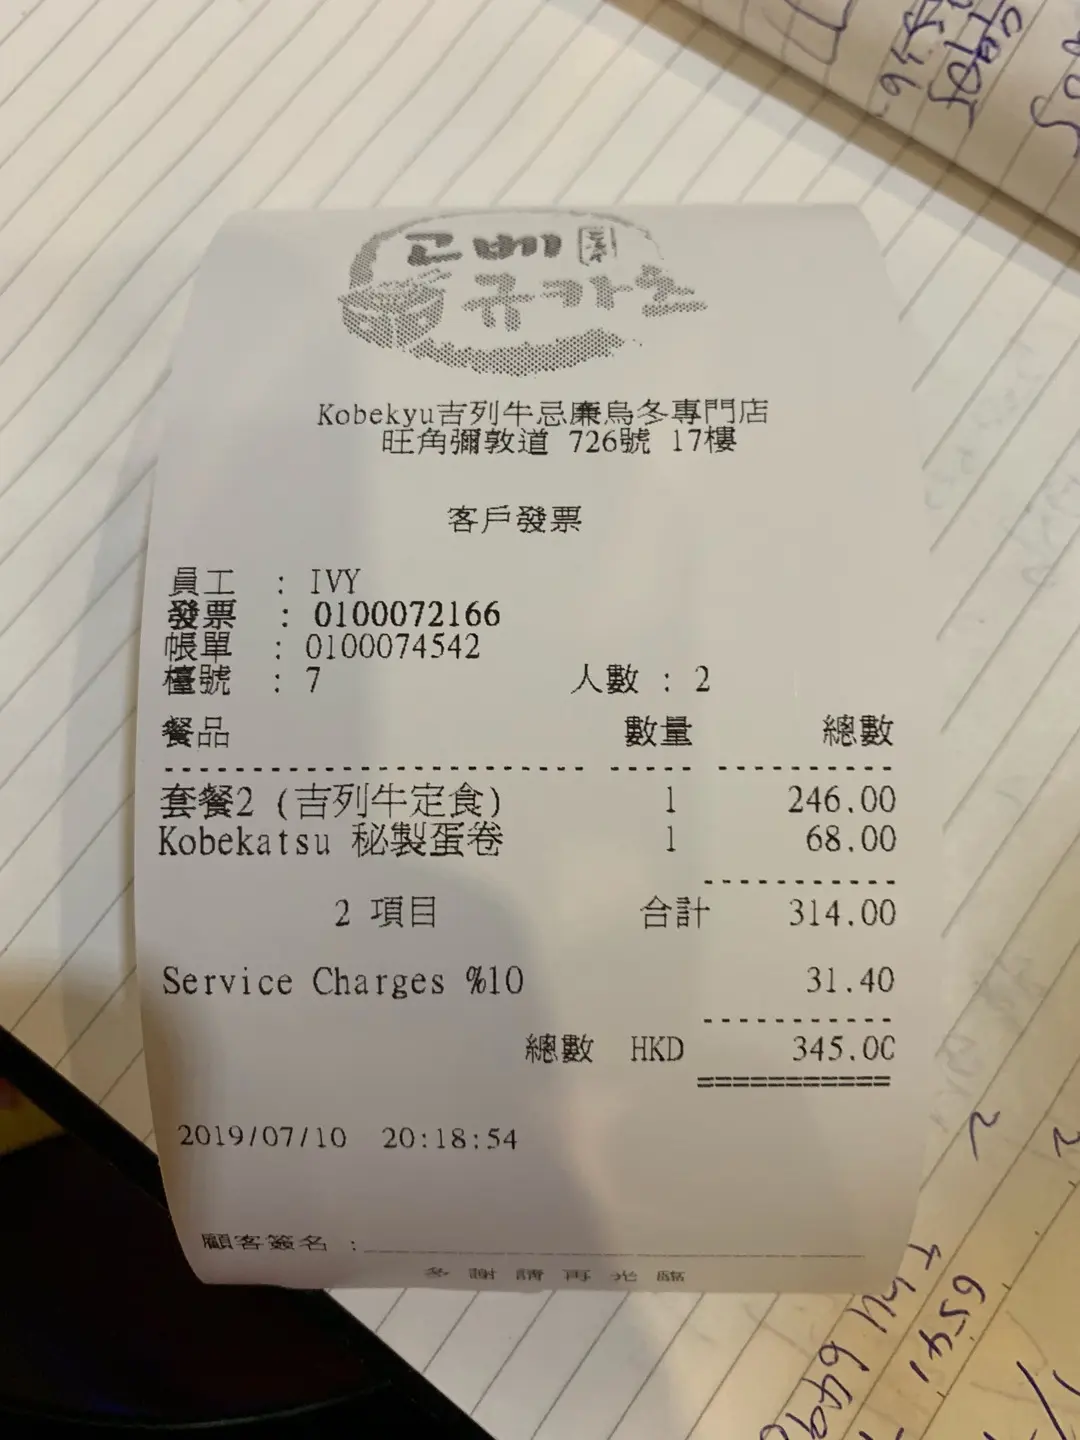 고베
규카츠
Kobekyu吉列牛忌廉烏冬專門店
旺角彌敦道 726號 17樓
客戶發票
員工 : IVY
發票 : 0100072166
帳單 : 0100074542
檯號 : 7 人數 : 2
餐品 數量 總數
套餐2 (吉列牛定食) 1 246.00
Kobekatsu 秘製蛋卷 1 68.00
2 項目 合計 314.00
Service Charges %10 31.40
總數 HKD 345.00
2019/07/10 20:18:54
顧客簽名 :
多 謝 請 再 光 臨
6541